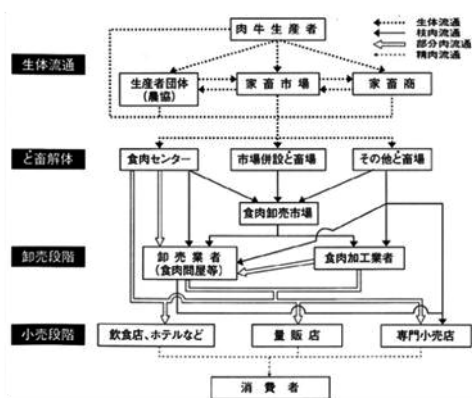 肉牛生産者
生体流通
枝肉流通
部分肉流通
精肉流通
生体流通
生産者団体
(農協)
家畜市場
家畜商
と畜解体
食肉センター
市場併設と畜場
その他と畜場
食肉卸売市場
卸売段階
卸売業者
(食肉問屋等)
食肉加工業者
小売段階
飲食店、ホテルなど
量販店
専門小売店
消費者